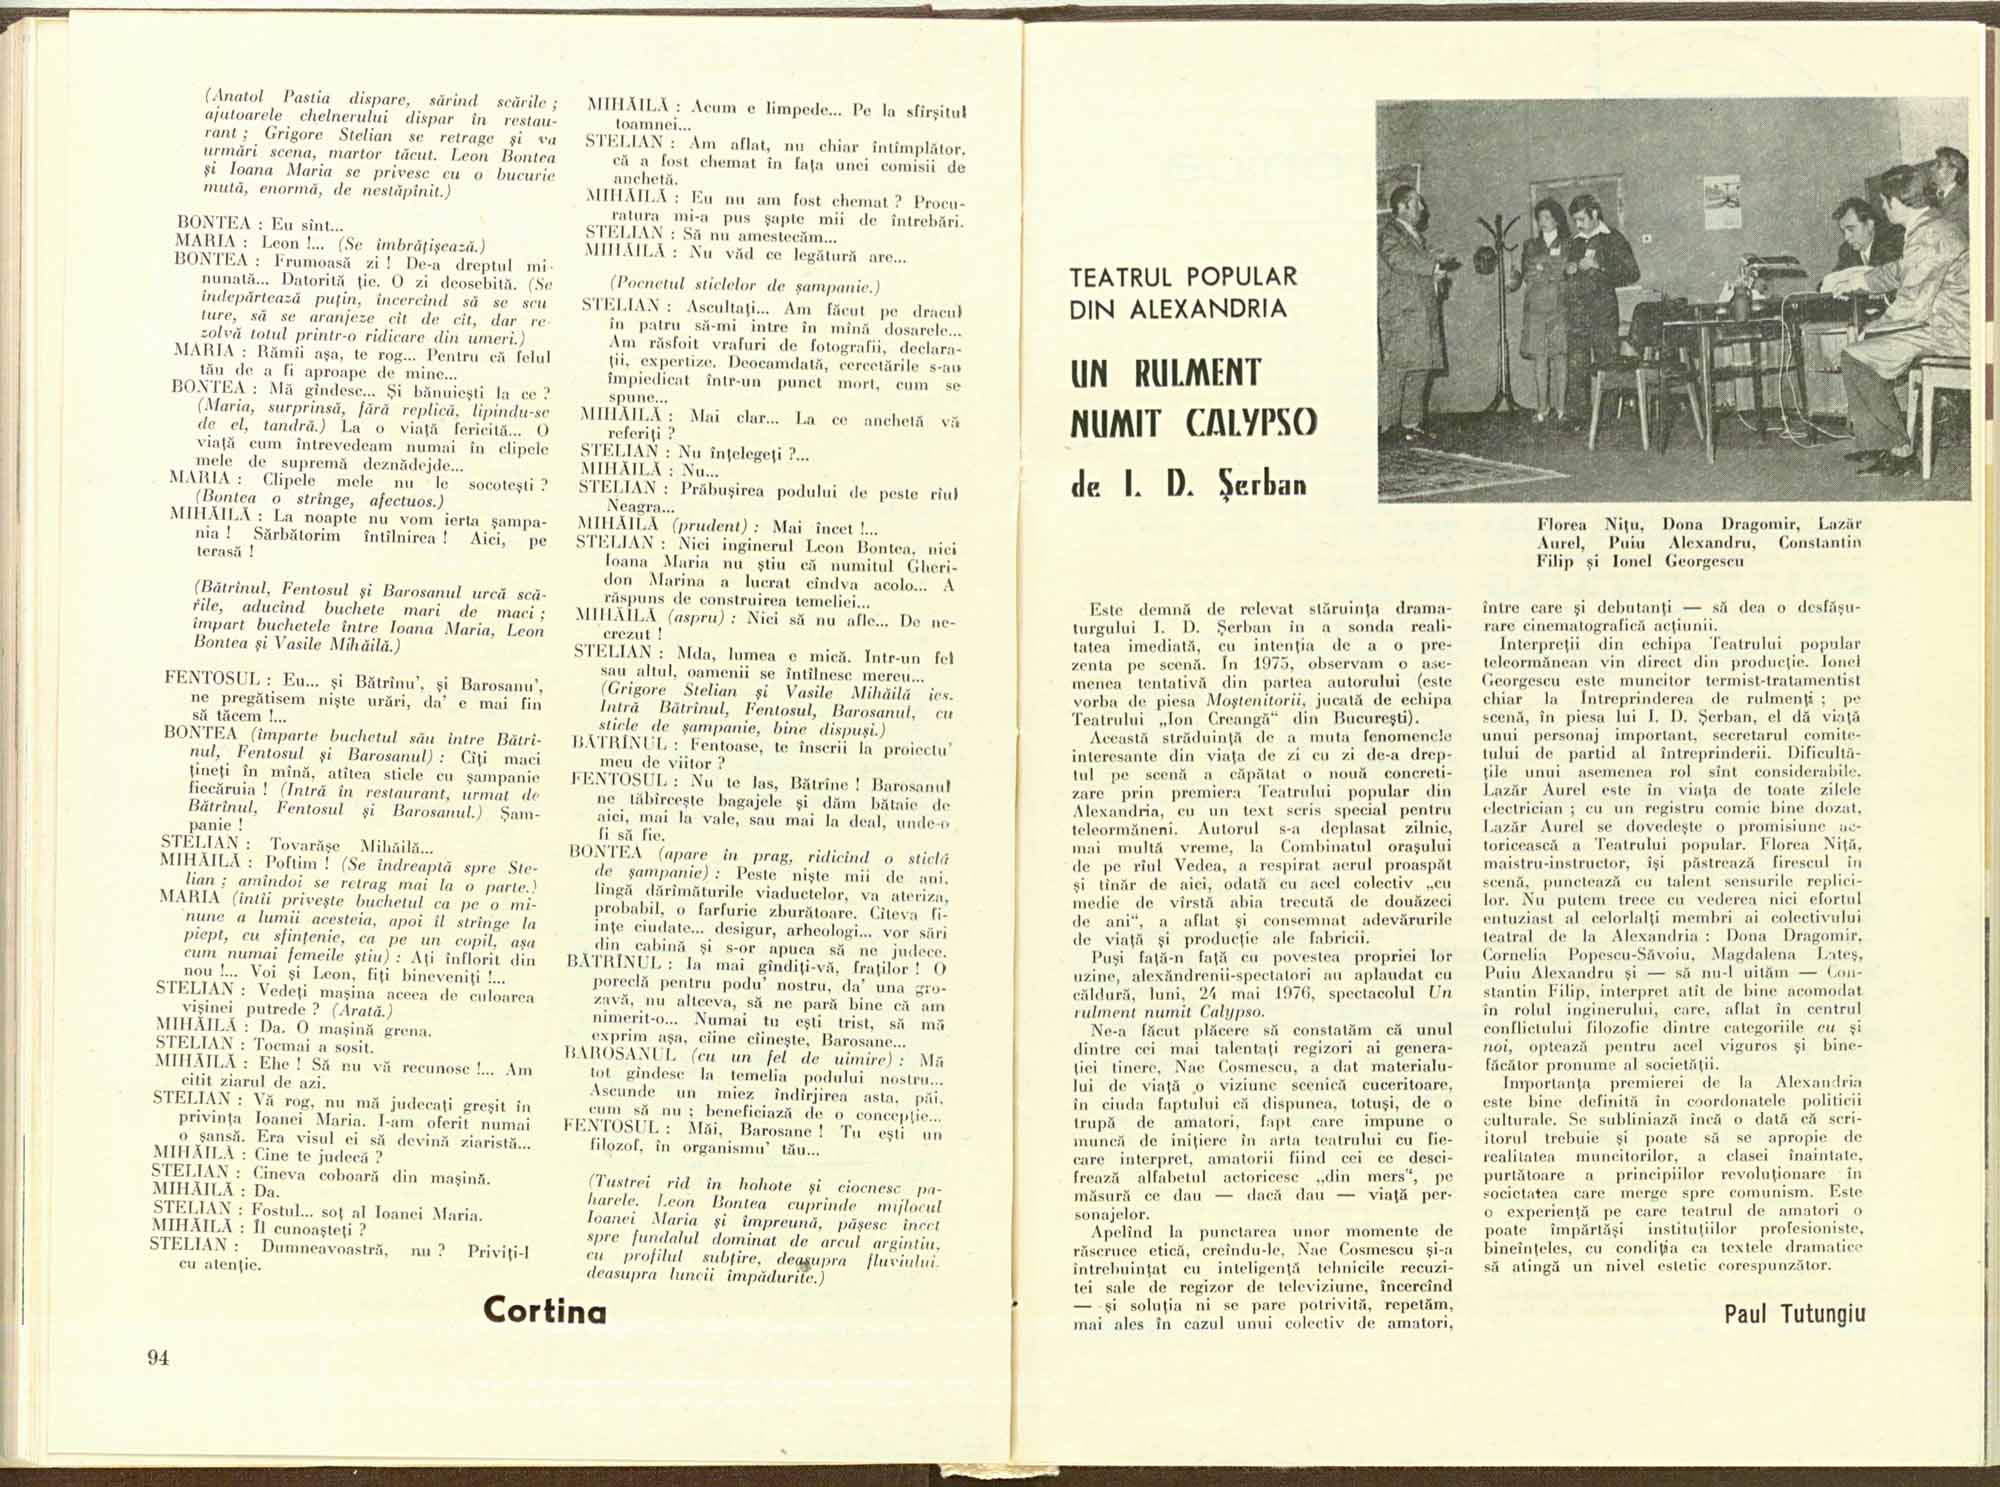 (Anatol Pastia dispare, sărind scările ;
ajutoarele chelnerului dispar în restau-
rant ; Grigore Stelian se retrage și va
urmări scena, martor tăcut. Leon Bontea
și Ioana Maria se privesc cu o bucurie
mută, enormă, de nestăpînit.)
BONTEA : Eu sînt...
MARIA : Leon !... (Se îmbrățișează.)
BONTEA : Frumoasă zi ! De-a dreptul mi-
nunată... Datorită ție. O zi deosebită. (Se
îndepărtează puțin, încercînd să se scu
ture, să se aranjeze cît de cît, dar re-
zolvă totul printr-o ridicare din umeri.)
MARIA : Rămîi așa, te rog... Pentru că felul
tău de a fi aproape de mine...
BONTEA : Mă gîndesc... Și bănuiești la ce ?
(Maria, surprinsă, fără replică, lipindu-se
de el, tandră.) La o viață fericită... O
viață cum întrevedeam numai în clipele
mele de supremă deznădejde...
MARIA : Clipele mele nu le socotești ?
(Bontea o strînge, afectuos.)
MIHĂILĂ : La noapte nu vom ierta șampa-
nia ! Sărbătorim întîlnirea ! Aici, pe
terasă !
(Bătrînul, Fentosul și Barosanul urcă scă-
rile, aducînd buchete mari de maci ;
împart buchetele între Ioana Maria, Leon
Bontea și Vasile Mihăilă.)
FENTOSUL : Eu... și Bătrînu', și Barosanu',
ne pregătisem niște urări, da' e mai fin
să tăcem !...
BONTEA (împarte buchetul său între Bătrî-
nul, Fentosul și Barosanul) : Cîți maci
țineți în mînă, atîtea sticle cu șampanie
fiecăruia ! (Intră în restaurant, urmat de
Bătrînul, Fentosul și Barosanul.) Șam-
panie !
STELIAN : Tovarășe Mihăilă...
MIHĂILĂ : Poftim ! (Se îndreaptă spre Ste-
lian ; amîndoi se retrag mai la o parte.)
MARIA (întîi privește buchetul ca pe o mi-
nune a lumii acesteia, apoi îl strînge la
piept, cu sfințenie, ca pe un copil, așa
cum numai femeile știu) : Ați înflorit din
nou !... Voi și Leon, fiți bineveniți !...
STELIAN : Vedeți mașina aceea de culoarea
vișinei putrede ? (Arată.)
MIHĂILĂ : Da. O mașină grena.
STELIAN : Tocmai a sosit.
MIHĂILĂ : Ehe ! Să nu vă recunosc !... Am
citit ziarul de azi.
STELIAN : Vă rog, nu mă judecați greșit în
privința Ioanei Maria. I-am oferit numai
o șansă. Era visul ei să devină ziaristă...
MIHĂILĂ : Cine te judecă ?
STELIAN : Cineva coboară din mașină.
MIHĂILĂ : Da.
STELIAN : Fostul... soț al Ioanei Maria.
MIHĂILĂ : Îl cunoașteți ?
STELIAN : Dumneavoastră, nu ? Priviți-l
cu atenție.
MIHĂILĂ : Acum e limpede... Pe la sfîrșitul
toamnei...
STELIAN : Am aflat, nu chiar întîmplător,
că a fost chemat în fața unei comisii de
anchetă.
MIHĂILĂ : Eu nu am fost chemat ? Procu-
ratura mi-a pus șapte mii de întrebări.
STELIAN : Să nu amestecăm...
MIHĂILĂ : Nu văd ce legătură are...
(Pocnetul sticlelor de șampanie.)
STELIAN : Ascultați... Am făcut pe dracul
în patru să-mi intre în mînă dosarele...
Am răsfoit vrafuri de fotografii, declara-
ții, expertize. Deocamdată, cercetările s-au
împiedicat într-un punct mort, cum se
spune...
MIHĂILĂ : Mai clar... La ce anchetă vă
referiți ?
STELIAN : Nu înțelegeți ?...
MIHĂILĂ : Nu...
STELIAN : Prăbușirea podului de peste rîul
Neagra...
MIHĂILĂ (prudent) : Mai încet !...
STELIAN : Nici inginerul Leon Bontea, nici
Ioana Maria nu știu că numitul Gheri-
don Marina a lucrat cîndva acolo... A
răspuns de construirea temeliei...
MIHĂILĂ (aspru) : Nici să nu afle... De ne-
crezut !
STELIAN : Mda, lumea e mică. Într-un fel
sau altul, oamenii se întîlnesc mereu...
(Grigore Stelian și Vasile Mihăilă ies.
Intră Bătrînul, Fentosul, Barosanul, cu
sticle de șampanie, bine dispuși.)
BĂTRÎNUL : Fentoase, te înscrii la proiectu'
meu de viitor ?
FENTOSUL : Nu te las, Bătrîne ! Barosanul
ne tăbîrcește bagajele și dăm bătaie de
aici, mai la vale, sau mai la deal, unde-o
fi să fie.
BONTEA (apare în prag, ridicînd o sticlă
de șampanie) : Peste niște mii de ani,
lîngă dărîmăturile viaductelor, va ateriza,
probabil, o farfurie zburătoare. Cîteva fi-
ințe ciudate... desigur, arheologi... vor sări
din cabină și s-or apuca să ne judece.
BĂTRÎNUL : Ia mai gîndiți-vă, fraților ! O
poreclă pentru podu' nostru, da' una gro-
zavă, nu altceva, să ne pară bine că am
nimerit-o... Numai tu ești trist, să mă
exprim așa, cîine cîinește, Barosane...
BAROSANUL (cu un fel de uimire) : Mă
tot gîndesc la temelia podului nostru...
Ascunde un miez îndîrjirea asta, păi,
cum să nu ; beneficiază de o concepție...
FENTOSUL : Măi, Barosane ! Tu ești un
filozof, în organismu' tău...
(Tustrei rîd în hohote și ciocnesc pa-
harele. Leon Bontea cuprinde mijlocul
Ioanei Maria și împreună, pășesc încet
spre fundalul dominat de arcul argintiu,
cu profilul subțire, deasupra fluviului,
deasupra luncii împădurite.)
Cortina
94
TEATRUL POPULAR
DIN ALEXANDRIA
UN RULMENT
NUMIT CALYPSO
de I. D. Șerban
Florea Nițu, Dona Dragomir, Lazăr
Aurel, Puiu Alexandru, Constantin
Filip și Ionel Georgescu
Este demnă de relevat stăruința drama-
turgului I. D. Șerban în a sonda reali-
tatea imediată, cu intenția de a o pre-
zenta pe scenă. În 1975, observam o ase-
menea tentativă din partea autorului (este
vorba de piesa Moștenitorii, jucată de echipa
Teatrului „Ion Creangă“ din București).
Această străduință de a muta fenomenele
interesante din viața de zi cu zi de-a drep-
tul pe scenă a căpătat o nouă concreti-
zare prin premiera Teatrului popular din
Alexandria, cu un text scris special pentru
teleormăneni. Autorul s-a deplasat zilnic,
mai multă vreme, la Combinatul orașului
de pe rîul Vedea, a respirat aerul proaspăt
și tînăr de aici, odată cu acel colectiv „cu
medie de vîrstă abia trecută de douăzeci
de ani“, a aflat și consemnat adevărurile
de viață și producție ale fabricii.
Puși față-n față cu povestea propriei lor
uzine, alexăndrenii-spectatori au aplaudat cu
căldură, luni, 24 mai 1976, spectacolul Un
rulment numit Calypso.
Ne-a făcut plăcere să constatăm că unul
dintre cei mai talentați regizori ai genera-
ției tinere, Nae Cosmescu, a dat materialu-
lui de viață o viziune scenică cuceritoare,
în ciuda faptului că dispunea, totuși, de o
trupă de amatori, fapt care impune o
muncă de inițiere în arta teatrului cu fie-
care interpret, amatorii fiind cei ce desci-
frează alfabetul actoricesc „din mers“, pe
măsură ce dau — dacă dau — viață per-
sonajelor.
Apelînd la punctarea unor momente de
răscruce etică, creîndu-le, Nae Cosmescu și-a
întrebuințat cu inteligență tehnicile recuzi-
tei sale de regizor de televiziune, încercînd
— și soluția ni se pare potrivită, repetăm,
mai ales în cazul unui colectiv de amatori,
între care și debutanți — să dea o desfășu-
rare cinematografică acțiunii.
Interpreții din echipa Teatrului popular
teleormănean vin direct din producție. Ionel
Georgescu este muncitor termist-tratamentist
chiar la Întreprinderea de rulmenți ; pe
scenă, în piesa lui I. D. Șerban, el dă viață
unui personaj important, secretarul comite-
tului de partid al întreprinderii. Dificultă-
țile unui asemenea rol sînt considerabile.
Lazăr Aurel este în viața de toate zilele
electrician ; cu un registru comic bine dozat,
Lazăr Aurel se dovedește o promisiune ac-
toricească a Teatrului popular. Florea Niță,
maistru-instructor, își păstrează firescul în
scenă, punctează cu talent sensurile replici-
lor. Nu putem trece cu vederea nici efortul
entuziast al celorlalți membri ai colectivului
teatral de la Alexandria : Dona Dragomir,
Cornelia Popescu-Săvoiu, Magdalena Lateș,
Puiu Alexandru și — să nu-l uităm — Con-
stantin Filip, interpret atît de bine acomodat
în rolul inginerului, care, aflat în centrul
conflictului filozofic dintre categoriile eu și
noi, optează pentru acel viguros și bine-
făcător pronume al societății.
Importanța premierei de la Alexandria
este bine definită în coordonatele politicii
culturale. Se subliniază încă o dată că scri-
itorul trebuie și poate să se apropie de
realitatea muncitorilor, a clasei înaintate,
purtătoare a principiilor revoluționare în
societatea care merge spre comunism. Este
o experiență pe care teatrul de amatori o
poate împărtăși instituțiilor profesioniste,
bineînțeles, cu condiția ca textele dramatice
să atingă un nivel estetic corespunzător.
Paul Tutungiu